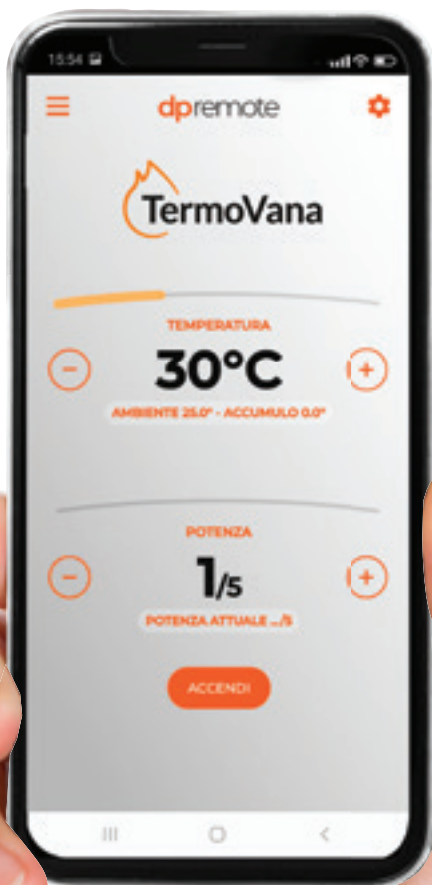 15:54
dpremote
TermoVana
TEMPERATURA
30°C
AMBIENTE 25.0° - ACCUMULO 0.0°
POTENZA
1/5
POTENZA ATTUALE .../5
ACCENDI